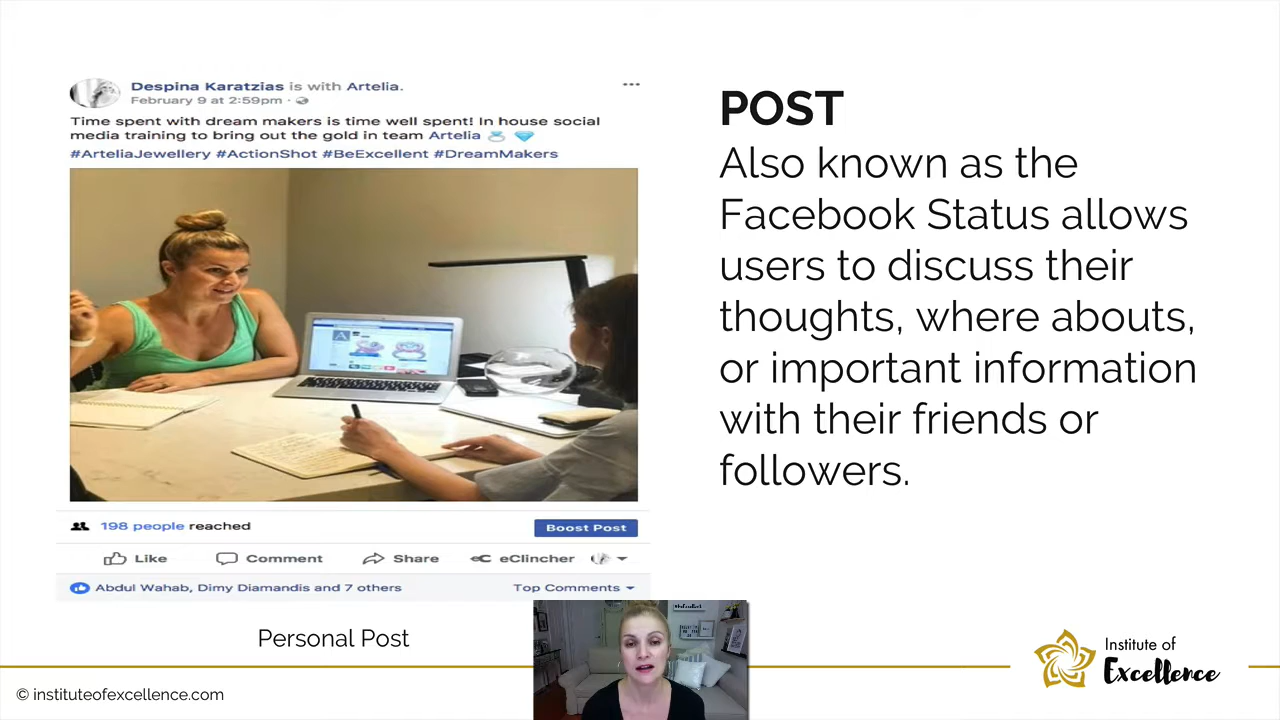 Despina Karatzias is with Artelia.
February 9 at 2:59pm ·
Time spent with dream makers is time well spent! In house social
media training to bring out the gold in team Artelia
#ArteliaJewellery #ActionShot #BeExcellent #DreamMakers
198 people reached
Boost Post
Like Comment Share eClincher
Abdul Wahab, Dimy Diamandis and 7 others
Top Comments
Personal Post
POST
Also known as the
Facebook Status allows
users to discuss their
thoughts, where abouts,
or important information
with their friends or
followers.
© instituteofexcellence.com
Institute of
Excellence